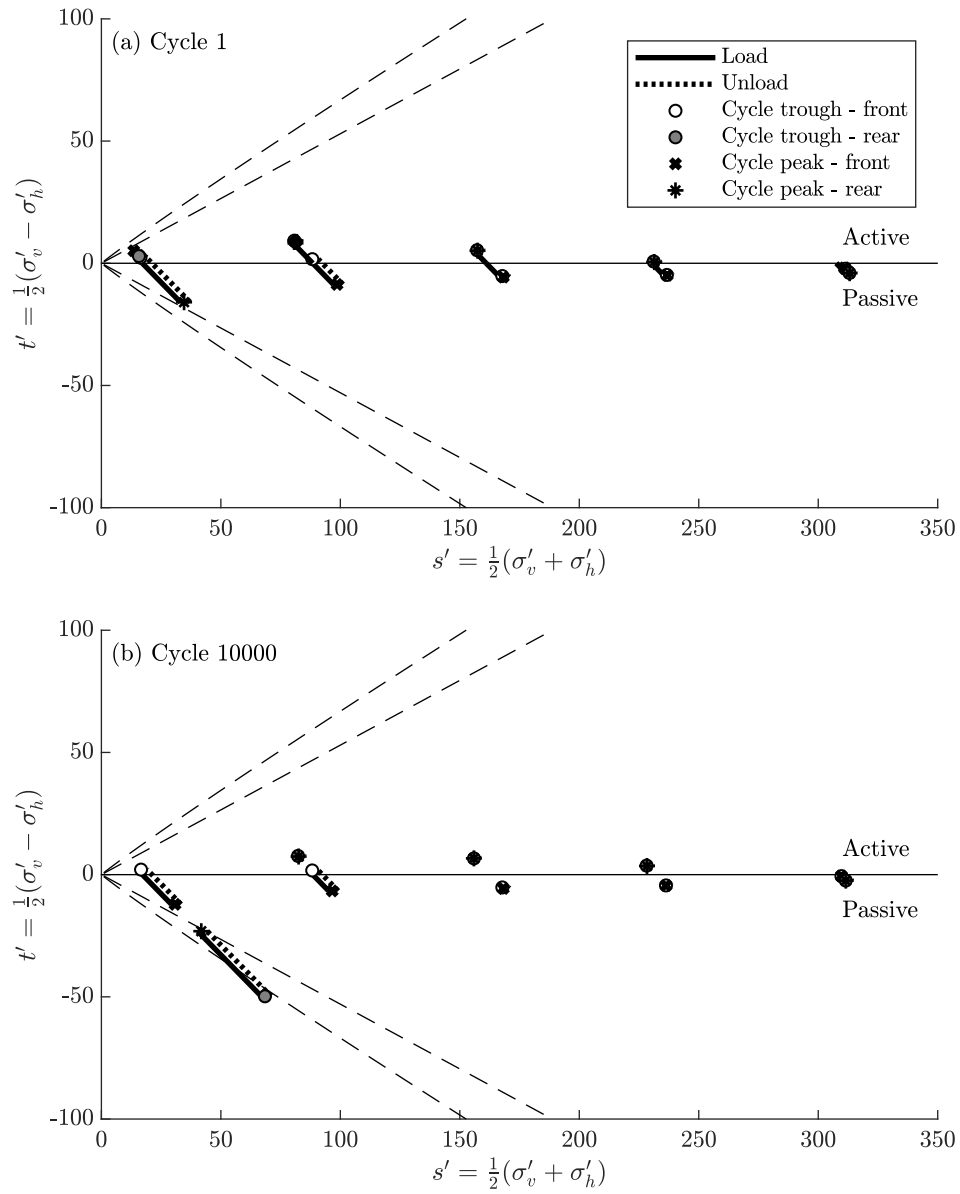 100
(a) Cycle 1
Load
Unload
Cycle trough - front
Cycle trough - rear
Cycle peak - front
Cycle peak - rear
50
t′ = ½(σ′v − σ′h)
Active
0
Passive
-50
-100
0 50 100 150 200 250 300 350
s′ = ½(σ′v + σ′h)
100
(b) Cycle 10000
50
t′ = ½(σ′v − σ′h)
Active
0
Passive
-50
-100
0 50 100 150 200 250 300 350
s′ = ½(σ′v + σ′h)